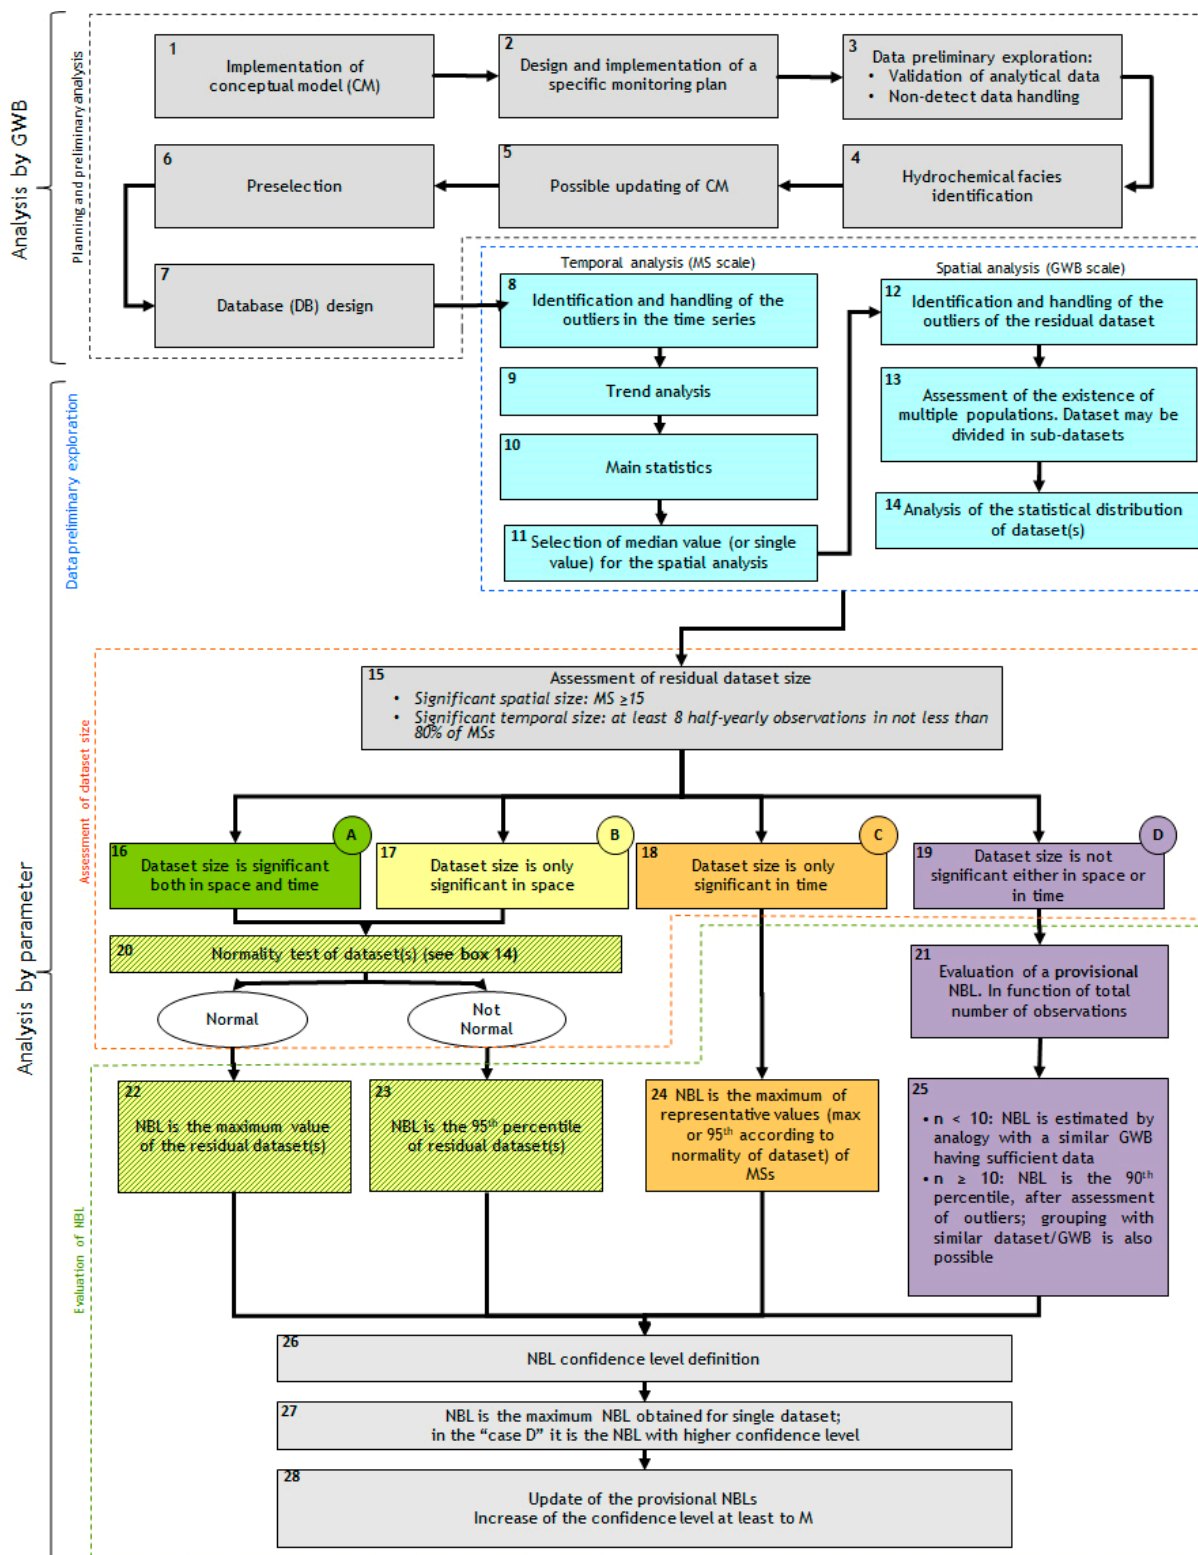 Analysis by GWB
Planning and preliminary analysis
1
Implementation of
conceptual model (CM)
2
Design and implementation of a
specific monitoring plan
3
Data preliminary exploration:
• Validation of analytical data
• Non-detect data handling
4
Hydrochemical facies
identification
5
Possible updating of CM
6
Preselection
7
Database (DB) design
Analysis by parameter
Data preliminary exploration
Temporal analysis (MS scale)
8
Identification and handling of the
outliers in the time series
9
Trend analysis
10
Main statistics
11 Selection of median value (or single
value) for the spatial analysis
Spatial analysis (GWB scale)
12
Identification and handling of the
outliers of the residual dataset
13
Assessment of the existence of
multiple populations. Dataset may be
divided in sub-datasets
14 Analysis of the statistical distribution
of dataset(s)
Assessment of dataset size
15
Assessment of residual dataset size
• Significant spatial size: MS ≥15
• Significant temporal size: at least 8 half-yearly observations in not less
than 80% of MSs
A
16
Dataset size is significant
both in space and time
B
17
Dataset size is only
significant in space
C
18
Dataset size is only
significant in time
D
19
Dataset size is not
significant either in space or
in time
20
Normality test of dataset(s) (see box 14)
Normal
Not
Normal
21
Evaluation of a provisional
NBL. In function of total
number of observations
Evaluation of NBL
22
NBL is the maximum value
of the residual dataset(s)
23
NBL is the 95th percentile
of residual dataset(s)
24 NBL is the maximum of
representative values (max
or 95th according to
normality of dataset) of
MSs
25
• n < 10: NBL is estimated by
analogy with a similar GWB
having sufficient data
• n ≥ 10: NBL is the 90th
percentile, after assessment
of outliers; grouping with
similar dataset/GWB is also
possible
26
NBL confidence level definition
27
NBL is the maximum NBL obtained for single dataset;
in the “case D” it is the NBL with higher confidence level
28
Update of the provisional NBLs
Increase of the confidence level at least to M